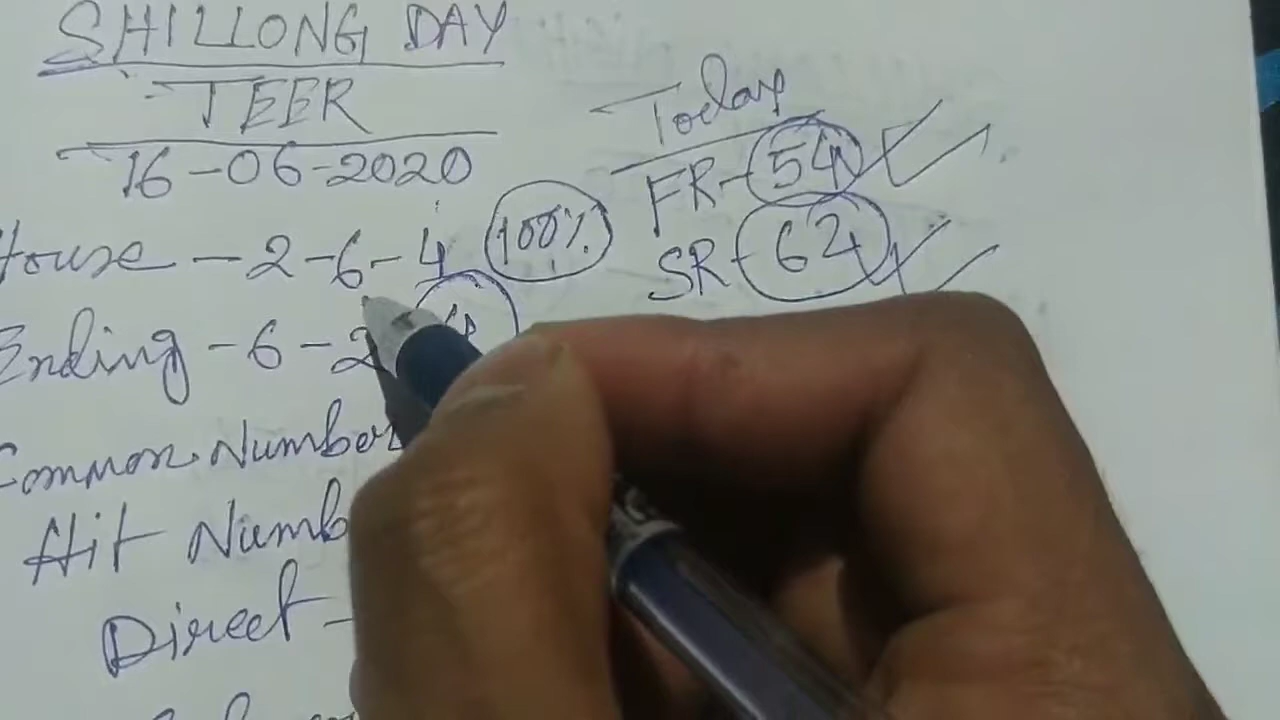 SHILLONG DAY
TEER
16-06-2020
House - 2-6-4 100%
Ending - 6-2
Common Number
Hit Numb
Direct -
Today
FR - 54
SR - 62